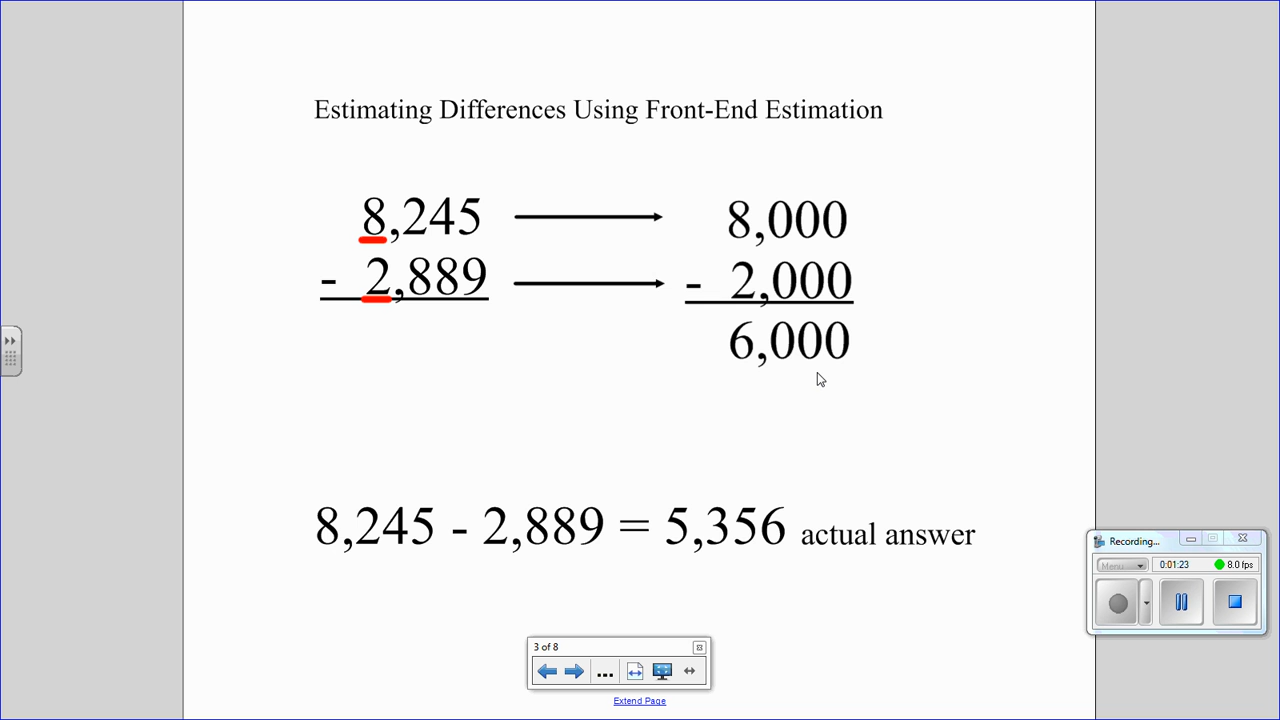 Estimating Differences Using Front-End Estimation
8,245 8,000
- 2,889 - 2,000
6,000
8,245 - 2,889 = 5,356 actual answer
Recording...
Menu 0:01:23 8.0 fps
3 of 8
...
Extend Page